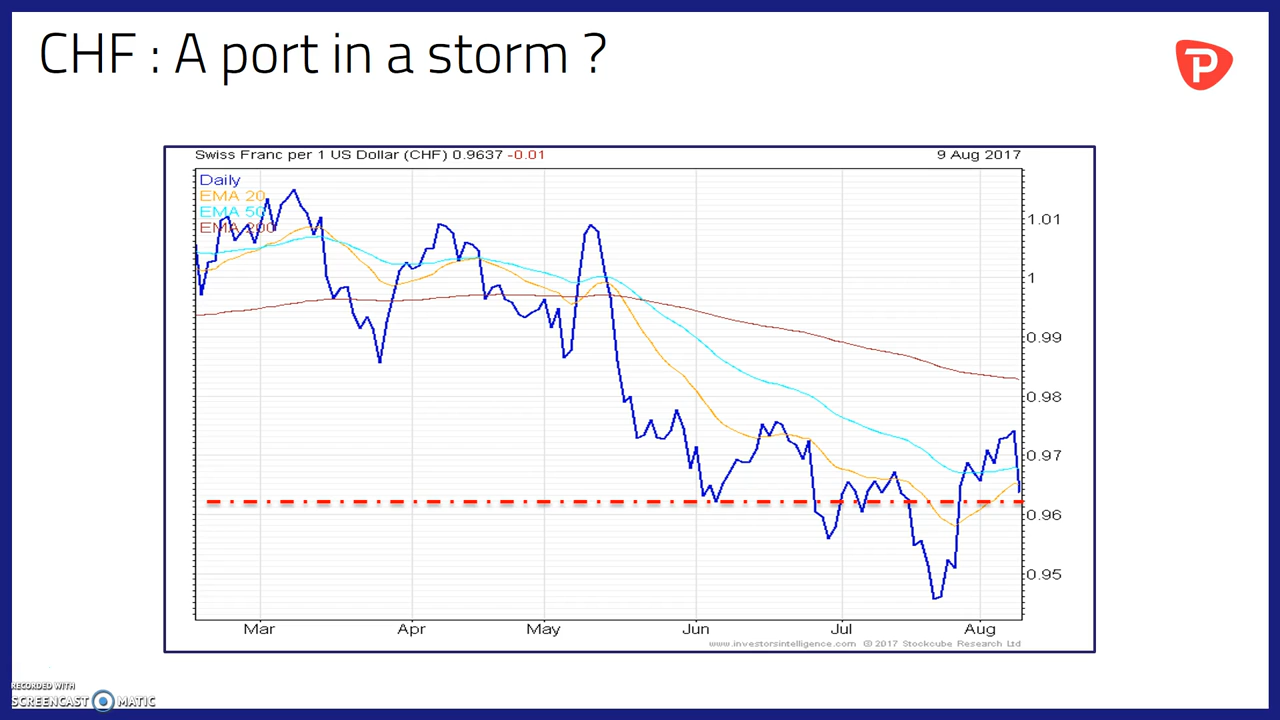 CHF : A port in a storm ?
P
Swiss Franc per 1 US Dollar (CHF) 0.9637 -0.01
9 Aug 2017
Daily
EMA 20
EMA 50
EMA 200
1.01
1
0.99
0.98
0.97
0.96
0.95
Mar Apr May Jun Jul Aug
www.investorsintelligence.com © 2017 Stockcube Research Ltd
RECORDED WITH
SCREENCAST MATIC